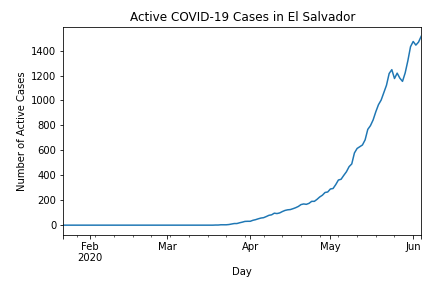 Active COVID-19 Cases in El Salvador
Number of Active Cases
1400
1200
1000
800
600
400
200
0
Feb
2020
Mar
Apr
May
Jun
Day